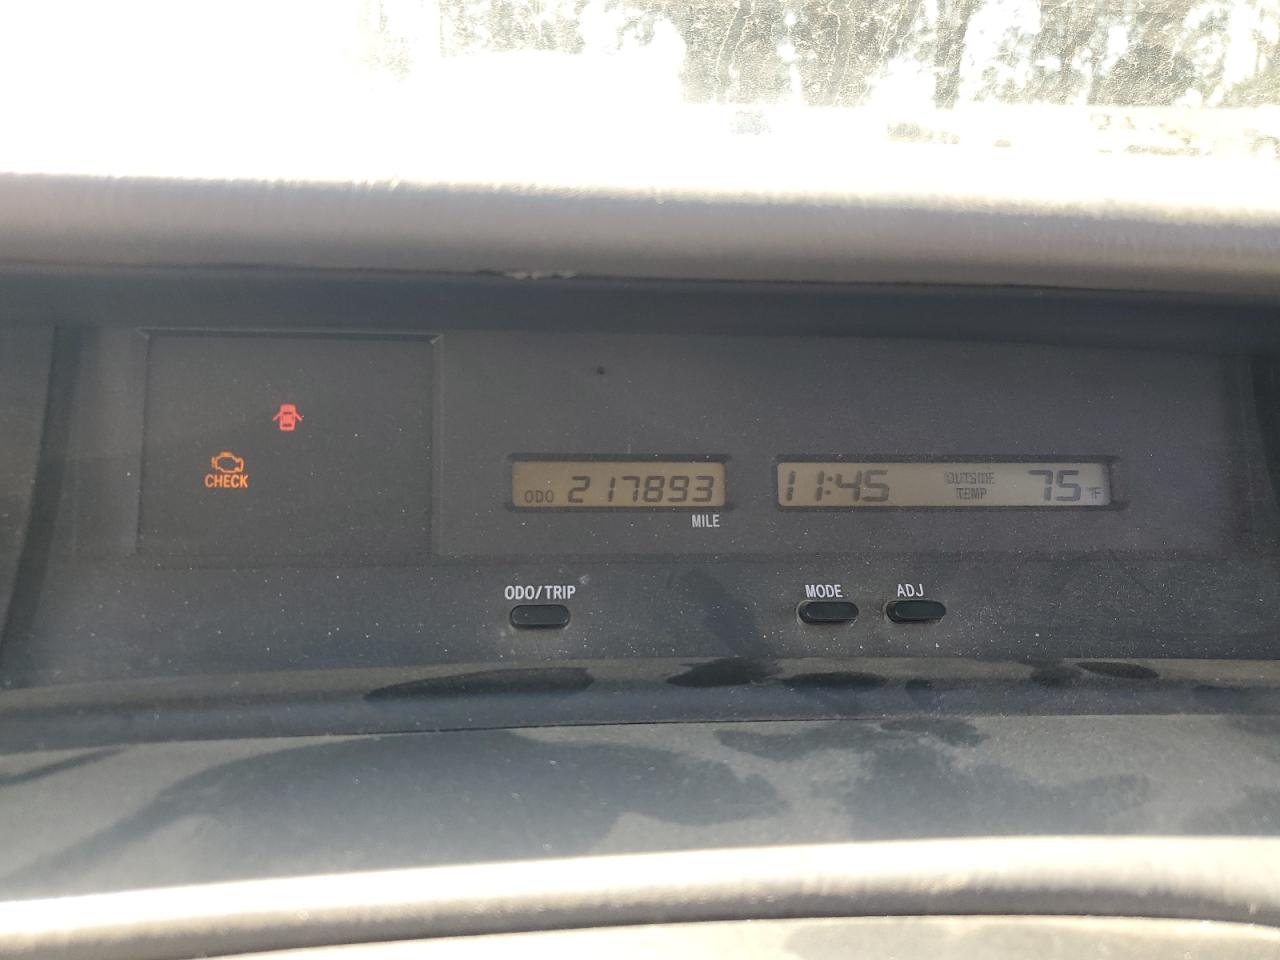 CHECK
ODO 217893
MILE
11:45 OUTSIDE TEMP 75°F
ODO/TRIP
MODE ADJ